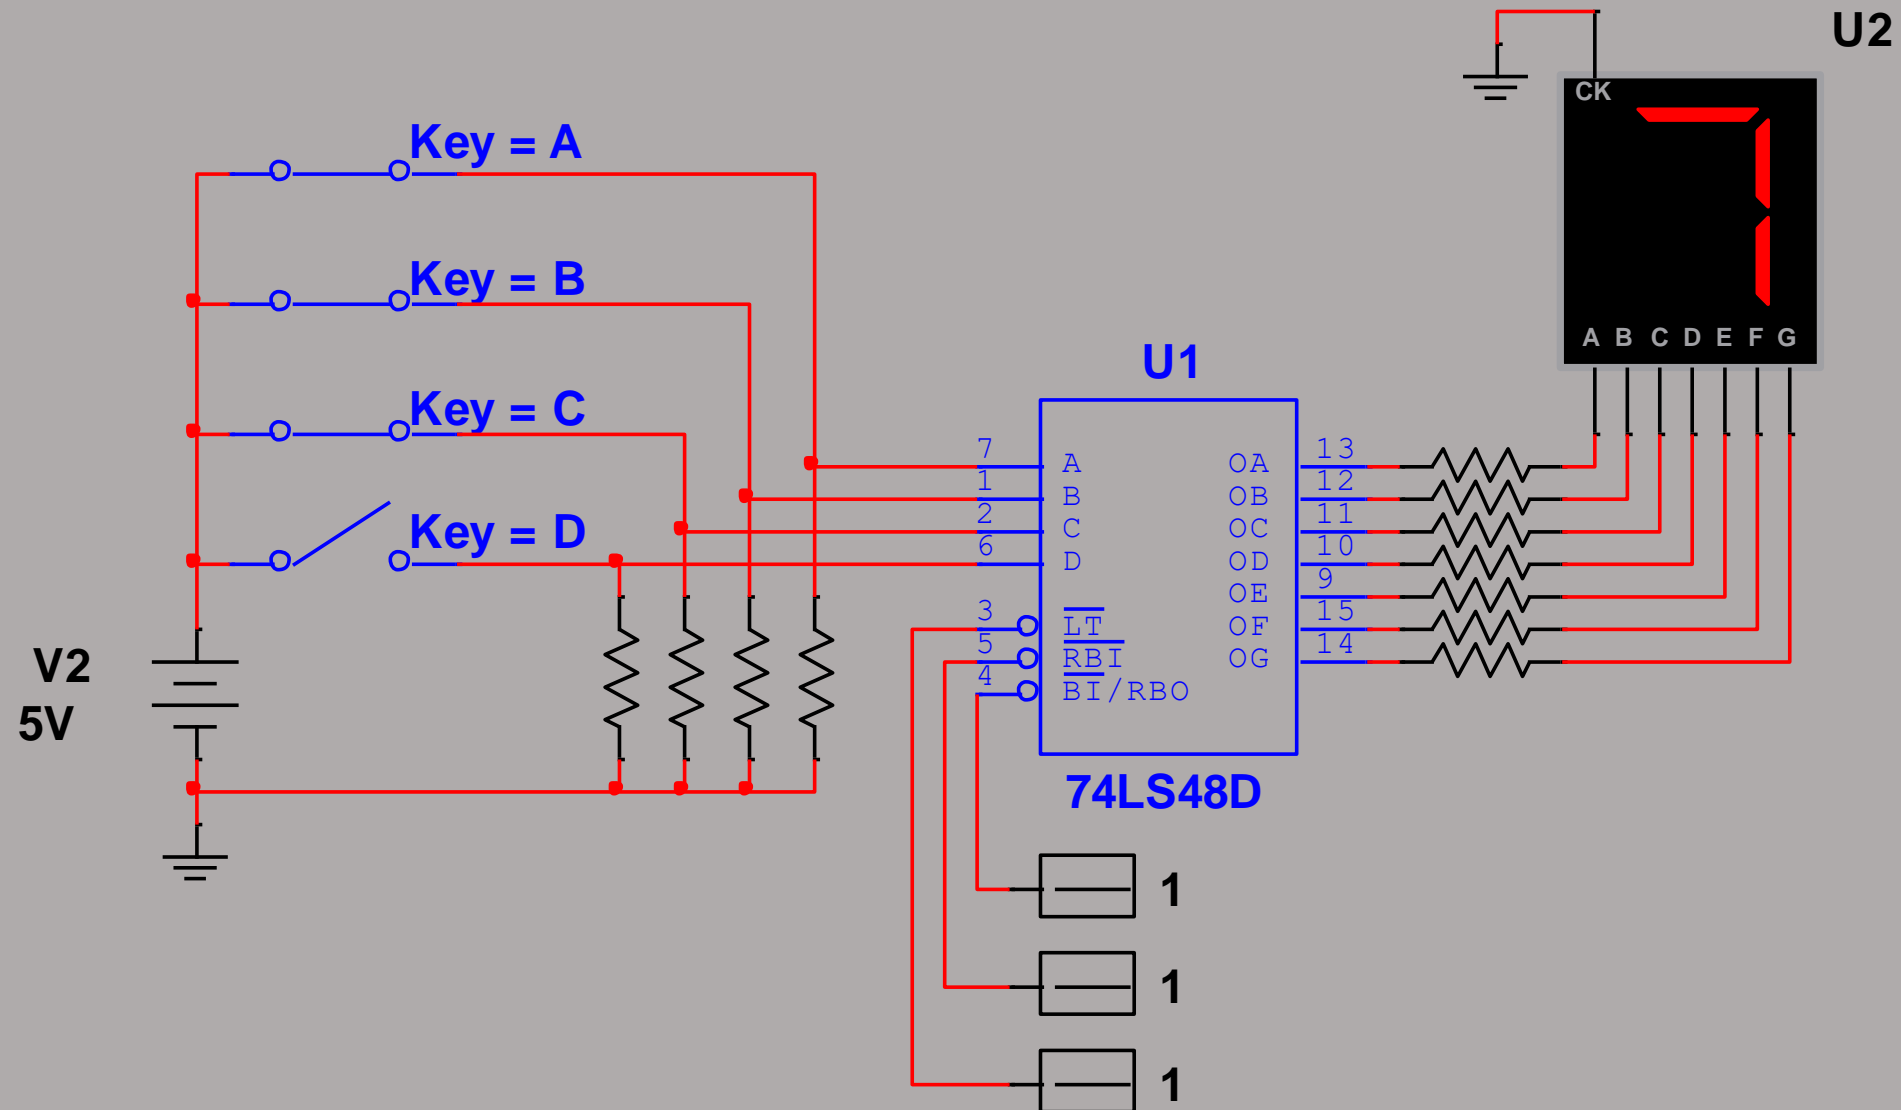 U2
CK
Key = A
Key = B
A B C D E F G
U1
Key = C
7 A OA 13
1 B OB 12
2 C OC 11
Key = D
6 D OD 10
OE 9
3 LT OF 15
5 RBI OG 14
4 BI/RBO
V2
5V
74LS48D
1
1
1